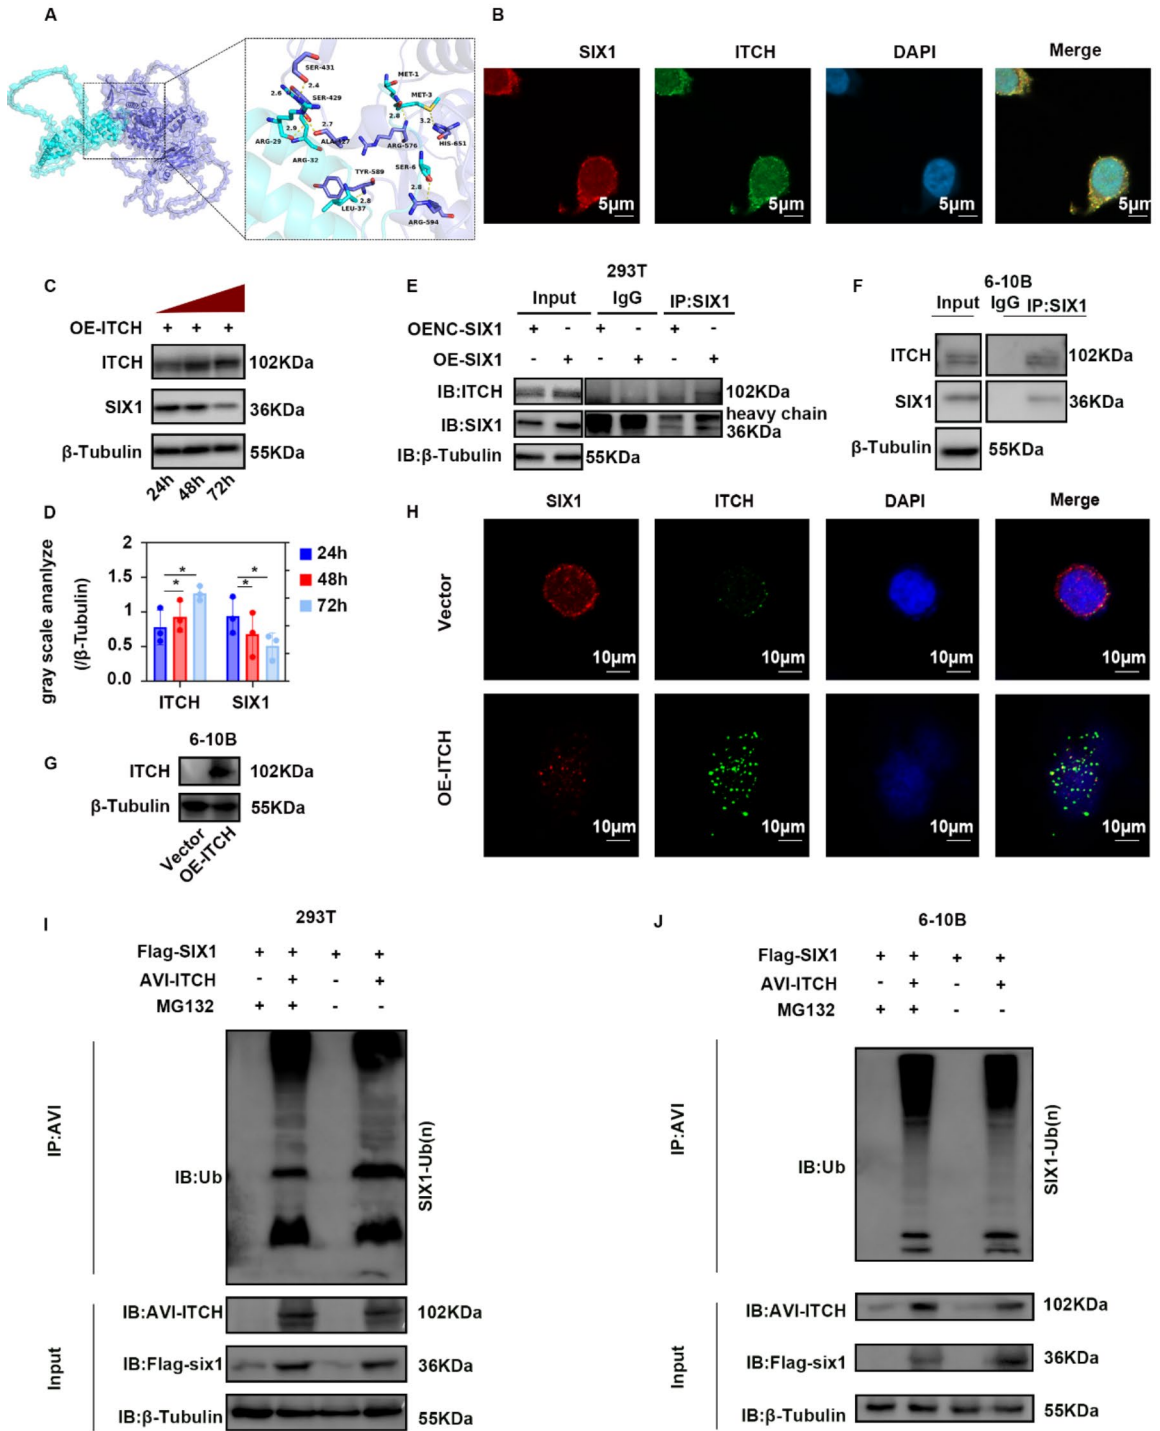 A
SER-431
2.4
2.6
SER-429
2.9
2.7
ARG-29
ALA-427
ARG-32
MET-1
MET-3
2.8
3.2
ARG-576
HIS-651
SER-6
2.8
TYR-589
2.8
LEU-37
ARG-594
B
SIX1 ITCH DAPI Merge
5μm 5μm 5μm 5μm
C
OE-ITCH + + +
ITCH 102KDa
SIX1 36KDa
β-Tubulin 55KDa
24h 48h 72h
D
gray scale ananlyze
(/β-Tubulin)
2
1.5
1
0.5
0.0
* * * *
ITCH SIX1
24h
48h
72h
E
293T
Input IgG IP:SIX1
OENC-SIX1 + - + - + -
OE-SIX1 - + - + - +
IB:ITCH 102KDa
IB:SIX1 heavy chain
36KDa
IB:β-Tubulin 55KDa
F
6-10B
Input IgG IP:SIX1
ITCH 102KDa
SIX1 36KDa
β-Tubulin 55KDa
G
6-10B
ITCH 102KDa
β-Tubulin 55KDa
Vector
OE-ITCH
H
SIX1 ITCH DAPI Merge
Vector
10μm 10μm 10μm 10μm
OE-ITCH
10μm 10μm 10μm 10μm
I
293T
Flag-SIX1 + + + +
AVI-ITCH - + - +
MG132 + + - -
IP:AVI
IB:Ub
SIX1-Ub(n)
Input
IB:AVI-ITCH 102KDa
IB:Flag-six1 36KDa
IB:β-Tubulin 55KDa
J
6-10B
Flag-SIX1 + + + +
AVI-ITCH - + - +
MG132 + + - -
IP:AVI
IB:Ub
SIX1-Ub(n)
Input
IB:AVI-ITCH 102KDa
IB:Flag-six1 36KDa
IB:β-Tubulin 55KDa